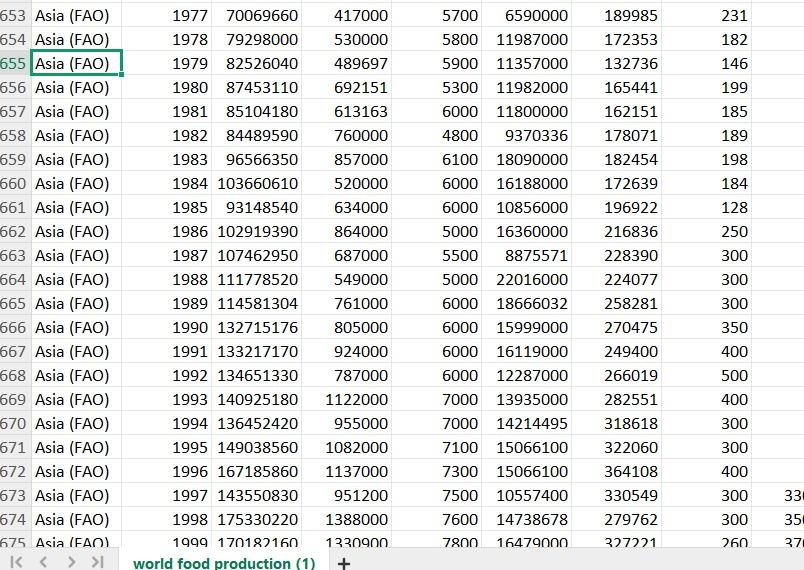 653 Asia (FAO) 1977 70069660 417000 5700 6590000 189985 231
654 Asia (FAO) 1978 79298000 530000 5800 11987000 172353 182
655 Asia (FAO) 1979 82526040 489697 5900 11357000 132736 146
656 Asia (FAO) 1980 87453110 692151 5300 11982000 165441 199
657 Asia (FAO) 1981 85104180 613163 6000 11800000 162151 185
658 Asia (FAO) 1982 84489590 760000 4800 9370336 178071 189
659 Asia (FAO) 1983 96566350 857000 6100 18090000 182454 198
660 Asia (FAO) 1984 103660610 520000 6000 16188000 172639 184
661 Asia (FAO) 1985 93148540 634000 6000 10856000 196922 128
662 Asia (FAO) 1986 102919390 864000 5000 16360000 216836 250
663 Asia (FAO) 1987 107462950 687000 5500 8875571 228390 300
664 Asia (FAO) 1988 111778520 549000 5000 22016000 224077 300
665 Asia (FAO) 1989 114581304 761000 6000 18666032 258281 300
666 Asia (FAO) 1990 132715176 805000 6000 15999000 270475 350
667 Asia (FAO) 1991 133217170 924000 6000 16119000 249400 400
668 Asia (FAO) 1992 134651330 787000 6000 12287000 266019 500
669 Asia (FAO) 1993 140925180 1122000 7000 13935000 282551 400
670 Asia (FAO) 1994 136452420 955000 7000 14214495 318618 300
671 Asia (FAO) 1995 149038560 1082000 7100 15066100 322060 300
672 Asia (FAO) 1996 167185860 1137000 7300 15066100 364108 400
673 Asia (FAO) 1997 143550830 951200 7500 10557400 330549 300 330
674 Asia (FAO) 1998 175330220 1388000 7600 14738678 279762 300 350
675 Asia (FAO) 1999 170182160 1330900 7800 16479000 327221 260 370
world food production (1) +